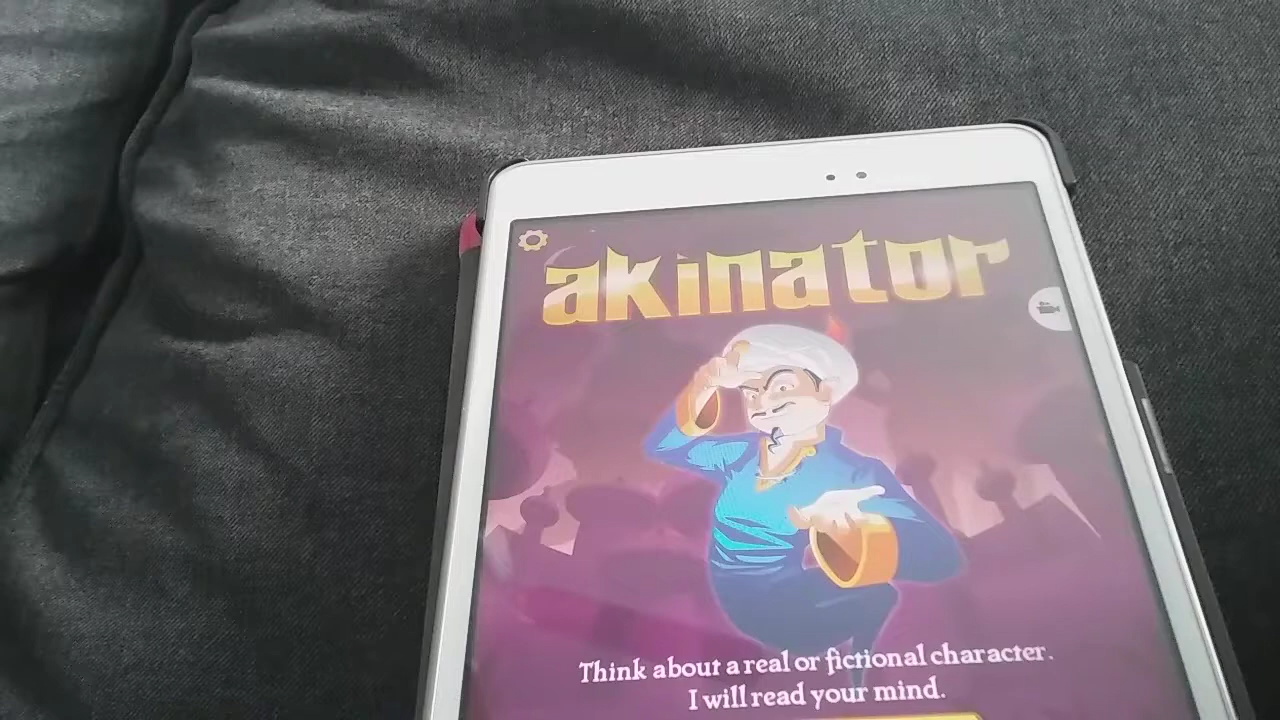 akinator
Think about a real or fictional character.
I will read your mind.